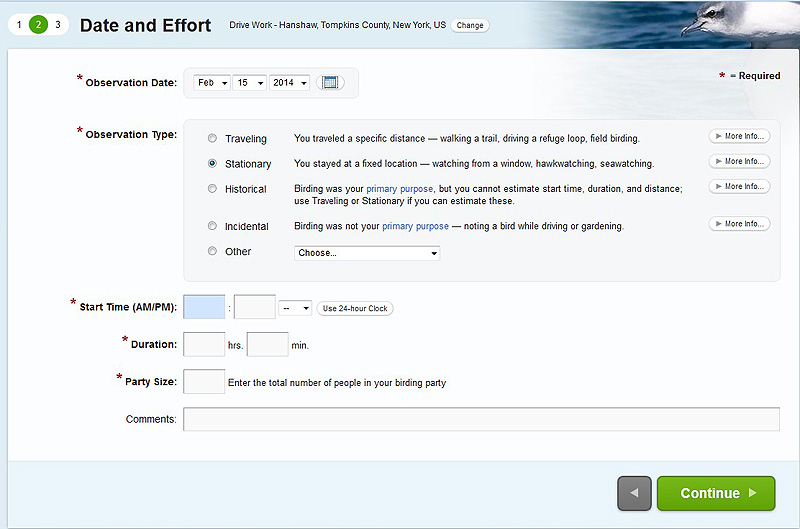 1 2 3 Date and Effort Drive Work - Hanshaw, Tompkins County, New York, US Change
* = Required
* Observation Date: Feb 15 2014
* Observation Type:
Traveling You traveled a specific distance — walking a trail, driving a refuge loop, field birding. More Info...
Stationary You stayed at a fixed location — watching from a window, hawkwatching, seawatching. More Info...
Historical Birding was your primary purpose, but you cannot estimate start time, duration, and distance; More Info...
use Traveling or Stationary if you can estimate these.
Incidental Birding was not your primary purpose — noting a bird while driving or gardening. More Info...
Other Choose...
* Start Time (AM/PM): : -- Use 24-hour Clock
* Duration: hrs. min.
* Party Size: Enter the total number of people in your birding party
Comments:
Continue